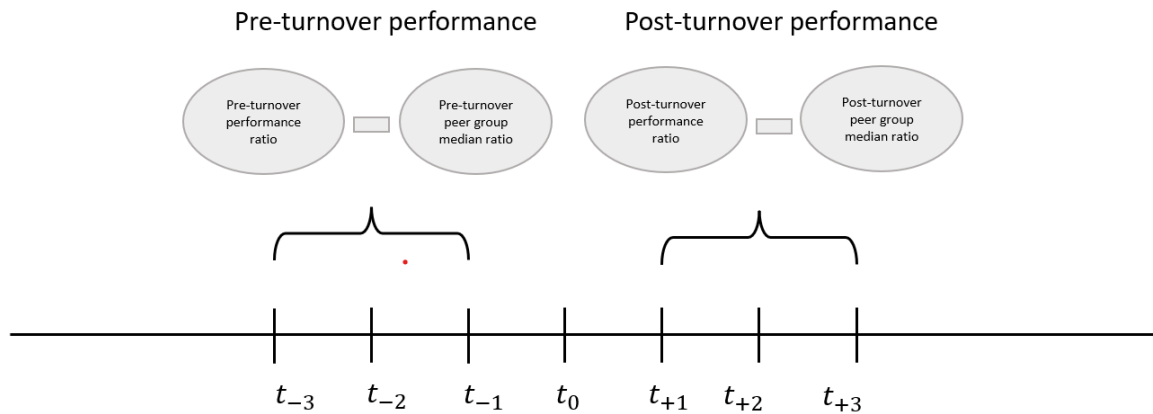 Pre-turnover performance
Post-turnover performance
Pre-turnover
performance
ratio
Pre-turnover
peer group
median ratio
Post-turnover
performance
ratio
Post-turnover
peer group
median ratio
t₋₃ t₋₂ t₋₁ t₀ t₊₁ t₊₂ t₊₃